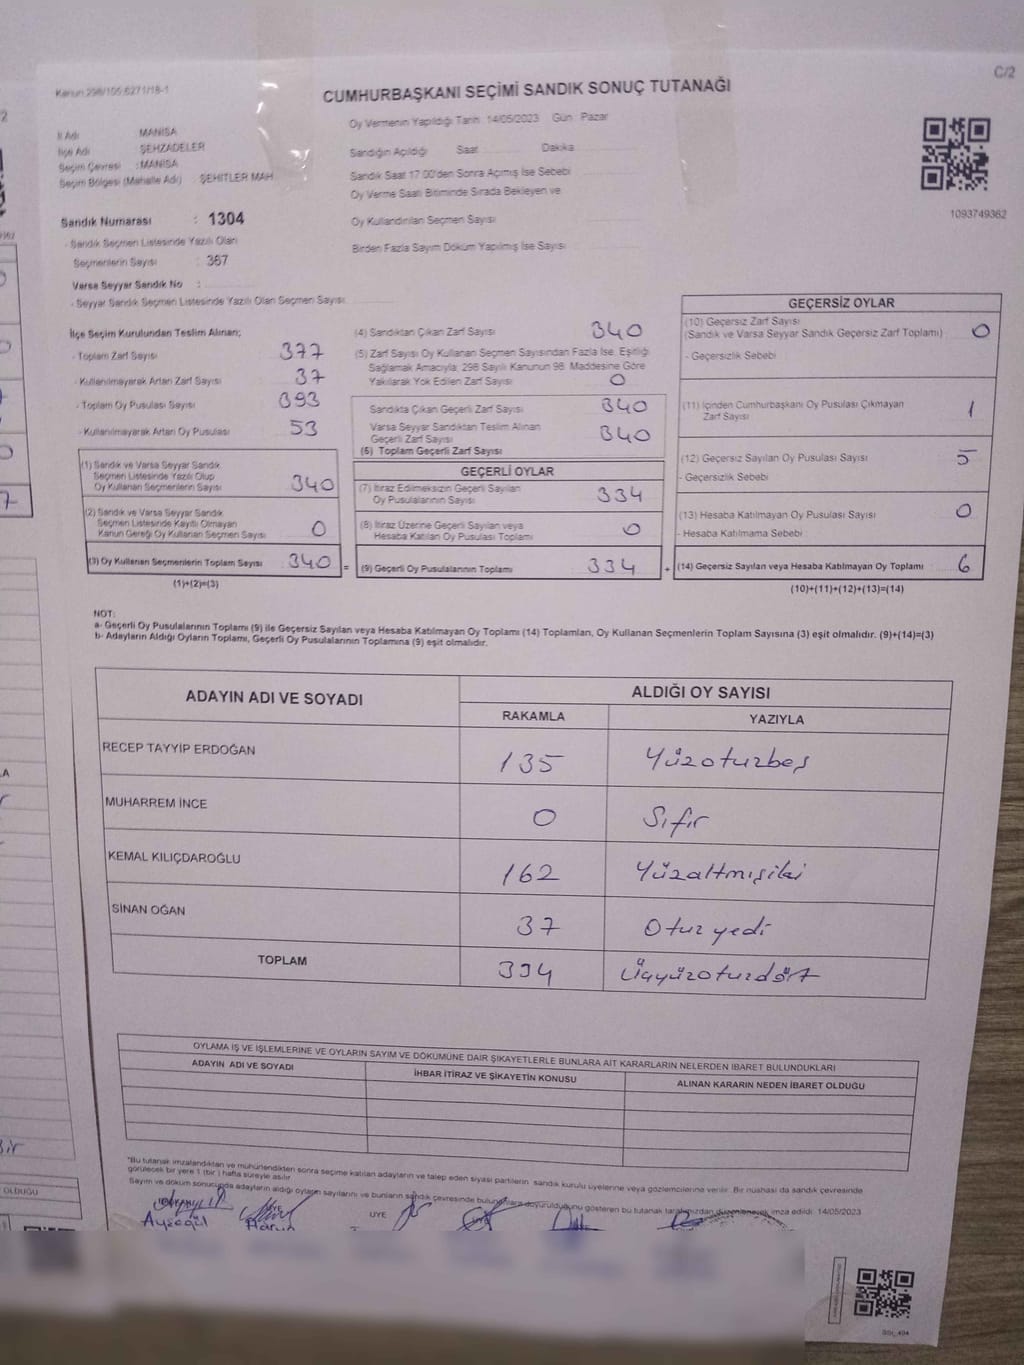 C/2
Kanun 298/105 6271/18-1
CUMHURBAŞKANI SEÇİMİ SANDIK SONUÇ TUTANAĞI
Oy Vermenin Yapıldığı Tarih 14/05/2023 Gün Pazar
İl Adı MANİSA
İlçe Adı ŞEHZADELER
Seçim Çevresi : MANİSA
Seçim Bölgesi (Mahalle Adı) ŞEHİTLER MAH.
Sandığın Açıldığı Saat Dakika
Sandık Saat 17.00'den Sonra Açımış İse Sebebi
Oy Verme Saati Bitiminde Sırada Bekleyen ve
Oy Kullandırılan Seçmen Sayısı
Birden Fazla Sayım Döküm Yapılmış İse Sayısı
1093749362
Sandık Numarası : 1304
- Sandık Seçmen Listesinde Yazılı Olan
Seçmenlerin Sayısı : 367
Varsa Seyyar Sandık No :
- Seyyar Sandık Seçmen Listesinde Yazılı Olan Seçmen Sayısı
İlçe Seçim Kurulundan Teslim Alınan;
- Toplam Zarf Sayısı 377
- Kullanılmayarak Artan Zarf Sayısı 37
- Toplam Oy Pusulası Sayısı 393
- Kullanılmayarak Artan Oy Pusulası 53
(1) Sandık ve Varsa Seyyar Sandık
Seçmen Listesinde Yazılı Olup
Oy Kullanan Seçmenlerin Sayısı 340
(2) Sandık ve Varsa Seyyar Sandık
Seçmen Listesinde Kayıtlı Olmayan
Kanun Gereği Oy Kullanan Seçmen Sayısı 0
(3) Oy Kullanan Seçmenlerin Toplam Sayısı 340 =
(1)+(2)=(3)
(4) Sandıktan Çıkan Zarf Sayısı 340
(5) Zarf Sayısı Oy Kullanan Seçmen Sayısından Fazla İse, Eşitliği
Sağlamak Amacıyla; 298 Sayılı Kanunun 98. Maddesine Göre
Yakılarak Yok Edilen Zarf Sayısı 0
Sandıkta Çıkan Geçerli Zarf Sayısı 340
Varsa Seyyar Sandıktan Teslim Alınan
Geçerli Zarf Sayısı 340
(6) Toplam Geçerli Zarf Sayısı
GEÇERLİ OYLAR
(7) İtiraz Edilmeksizin Geçerli Sayılan
Oy Pusulalarının Sayısı 334
(8) İtiraz Üzerine Geçerli Sayılan veya
Hesaba Katılan Oy Pusulası Toplamı 0
(9) Geçerli Oy Pusulalarının Toplamı 334 +
GEÇERSİZ OYLAR
(10) Geçersiz Zarf Sayısı
(Sandık ve Varsa Seyyar Sandık Geçersiz Zarf Toplamı) 0
- Geçersizlik Sebebi
(11) İçinden Cumhurbaşkanı Oy Pusulası Çıkmayan
Zarf Sayısı 1
(12) Geçersiz Sayılan Oy Pusulası Sayısı 5
- Geçersizlik Sebebi
(13) Hesaba Katılmayan Oy Pusulası Sayısı 0
- Hesaba Katılmama Sebebi
(14) Geçersiz Sayılan veya Hesaba Katılmayan Oy Toplamı 6
(10)+(11)+(12)+(13)=(14)
NOT:
a- Geçerli Oy Pusulalarının Toplamı (9) ile Geçersiz Sayılan veya Hesaba Katılmayan Oy Toplamı (14) Toplamları, Oy Kullanan Seçmenlerin Toplam Sayısına (3) eşit olmalıdır. (9)+(14)=(3)
b- Adayların Aldığı Oyların Toplamı, Geçerli Oy Pusulalarının Toplamına (9) eşit olmalıdır.
ADAYIN ADI VE SOYADI
ALDIĞI OY SAYISI
RAKAMLA YAZIYLA
RECEP TAYYİP ERDOĞAN 135 Yüzoturbeş
MUHARREM İNCE 0 Sıfır
KEMAL KILIÇDAROĞLU 162 Yüzaltmışiki
SİNAN OĞAN 37 Otuz yedi
TOPLAM 334 Üçyüzoturdört
OYLAMA İŞ VE İŞLEMLERİNE VE OYLARIN SAYIM VE DÖKÜMÜNE DAİR ŞİKAYETLERLE BUNLARA AİT KARARLARIN NELERDEN İBARET BULUNDUKLARI
ADAYIN ADI VE SOYADI İHBAR İTİRAZ VE ŞİKAYETİN KONUSU ALINAN KARARIN NEDEN İBARET OLDUĞU
*Bu tutanak imzalandıktan ve mühürlendikten sonra seçime katılan adayların ve talep eden siyasi partilerin sandık kurulu üyelerine veya gözlemcilerine verilir. Bir nüshası da sandık çevresinde
görülecek bir yere 1 (bir ) hafta süreyle asılır.
Sayım ve döküm sonucunda adayların aldığı oyların sayılarını ve bunların sandık çevresinde duyurulduğunu gösteren bu tutanak tarafımızdan düzenlenerek imza edildi. 14/05/2023
Ayşegül Harun ÜYE